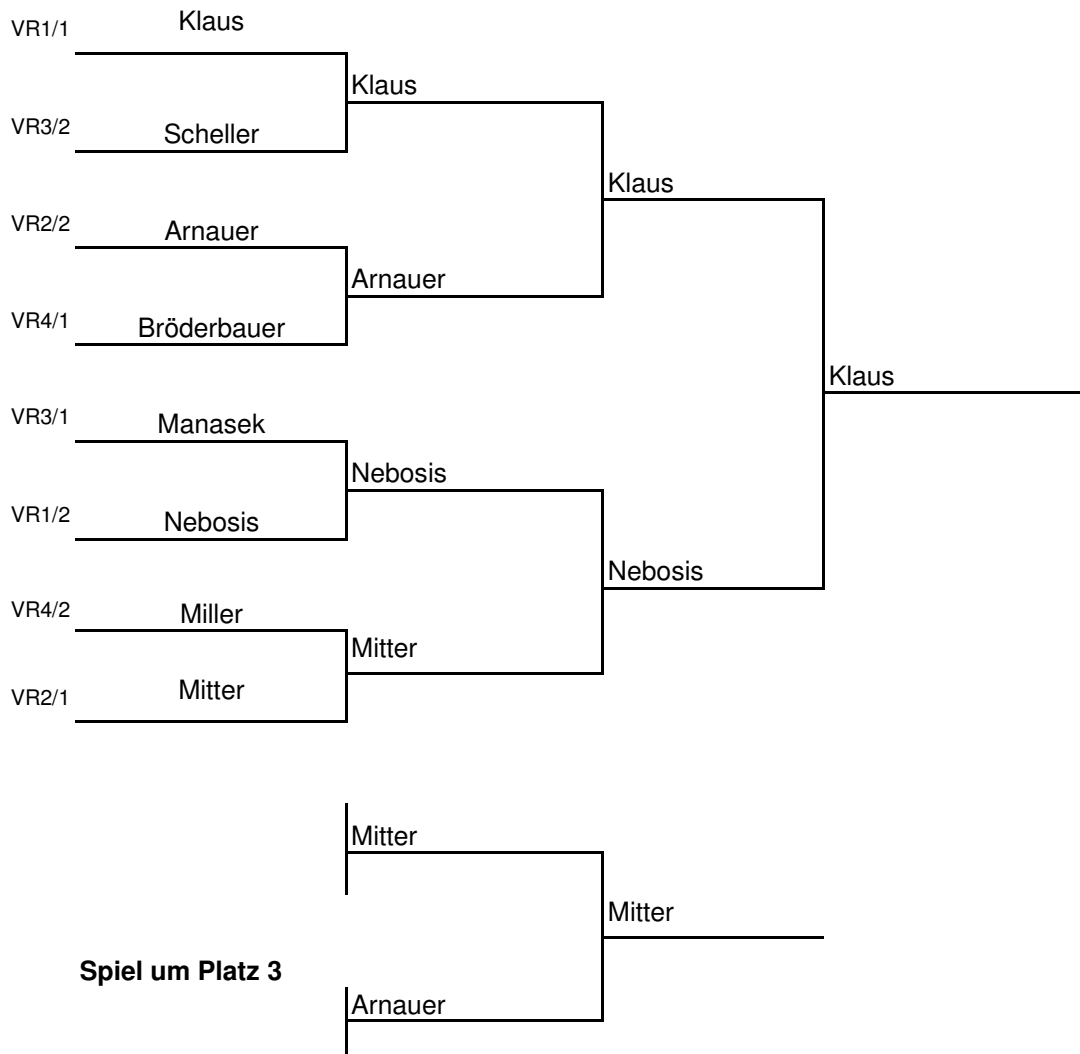 VR1/1 Klaus
Klaus
VR3/2 Scheller
Klaus
VR2/2 Arnauer
Arnauer
VR4/1 Bröderbauer
Klaus
VR3/1 Manasek
Nebosis
VR1/2 Nebosis
Nebosis
VR4/2 Miller
Mitter
VR2/1 Mitter
Mitter
Mitter
Spiel um Platz 3
Arnauer